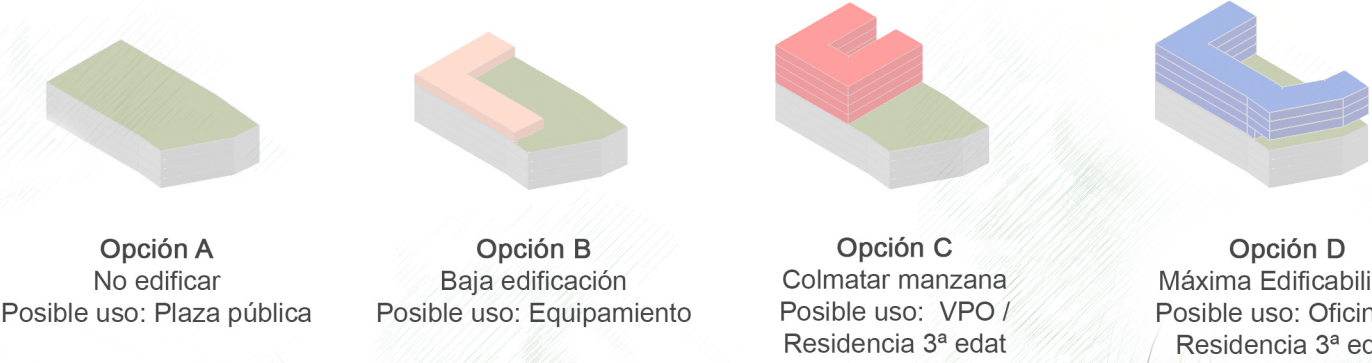 Opción A
No edificar
Posible uso: Plaza pública
Opción B
Baja edificación
Posible uso: Equipamiento
Opción C
Colmatar manzana
Posible uso: VPO /
Residencia 3ª edat
Opción D
Máxima
Posible uso:
Residencia 3ª